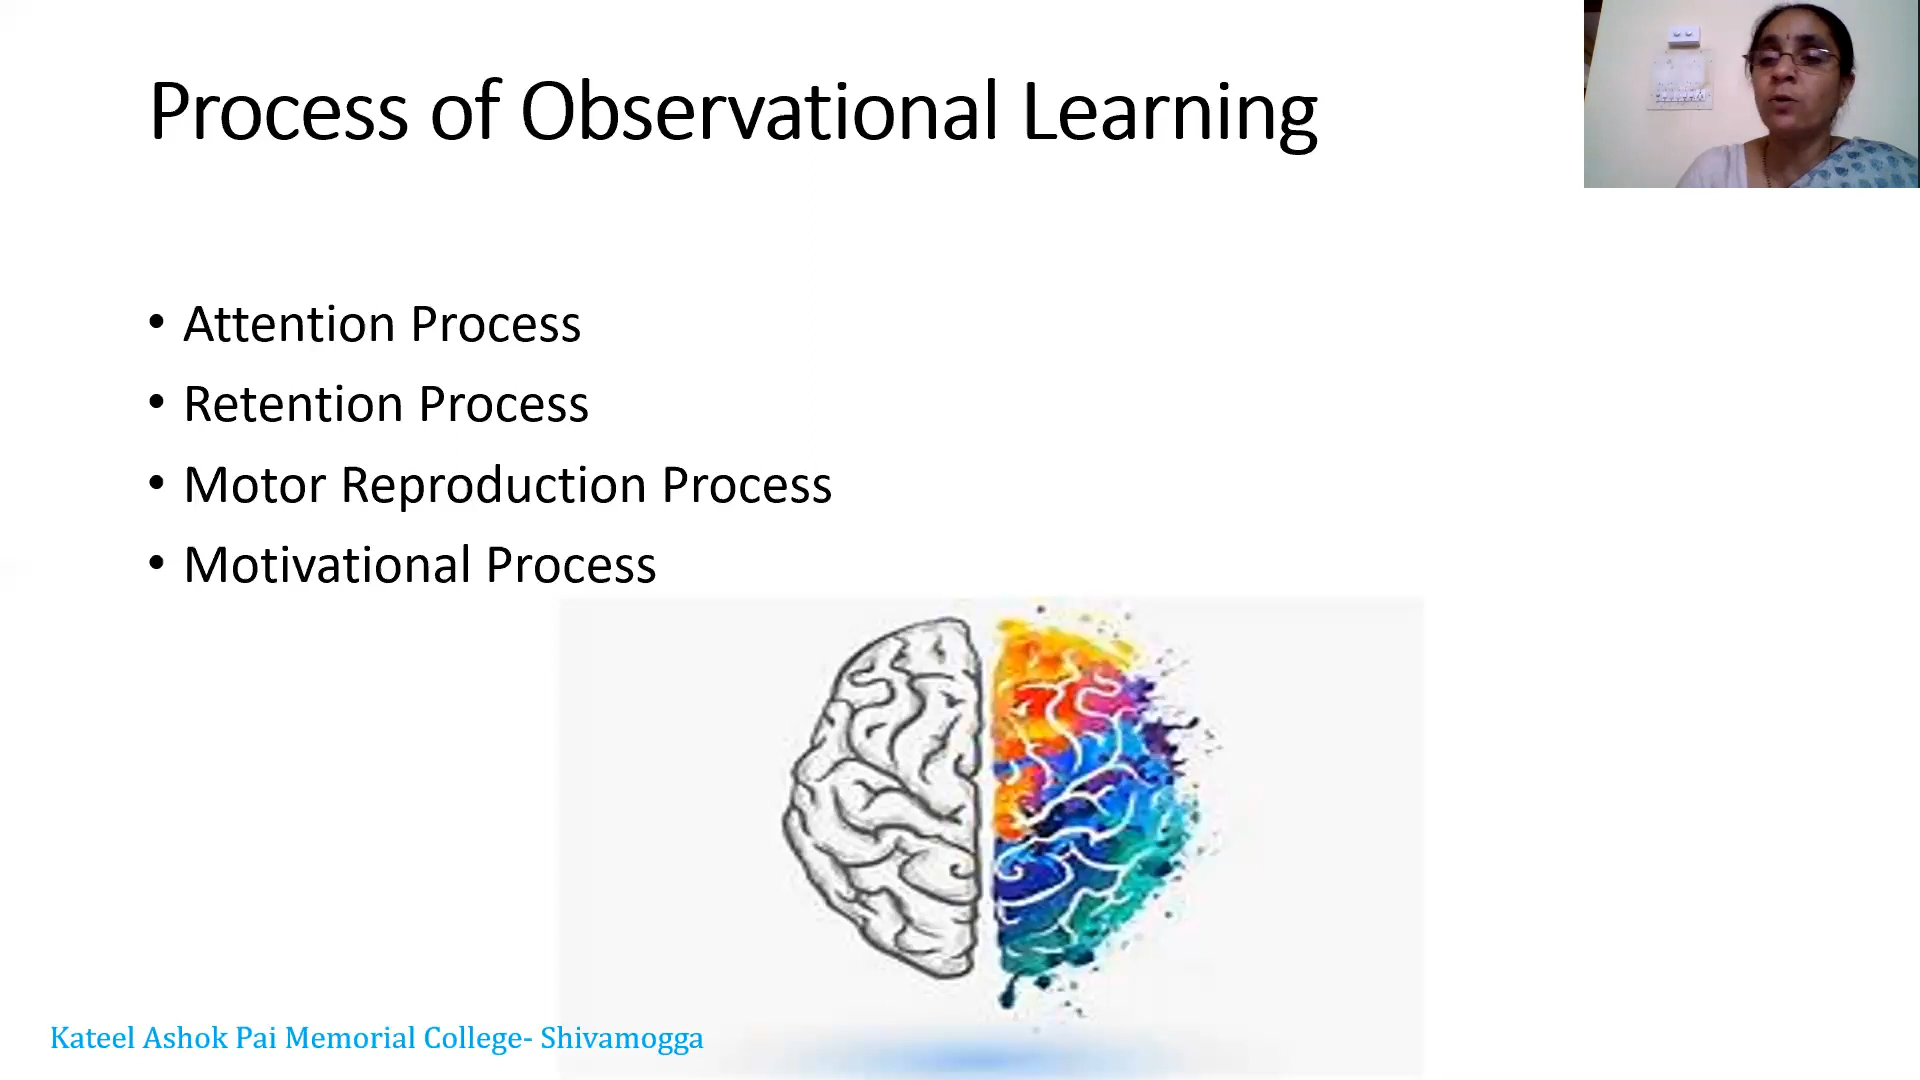 Process of Observational Learning
• Attention Process
• Retention Process
• Motor Reproduction Process
• Motivational Process
Kateel Ashok Pai Memorial College- Shivamogga